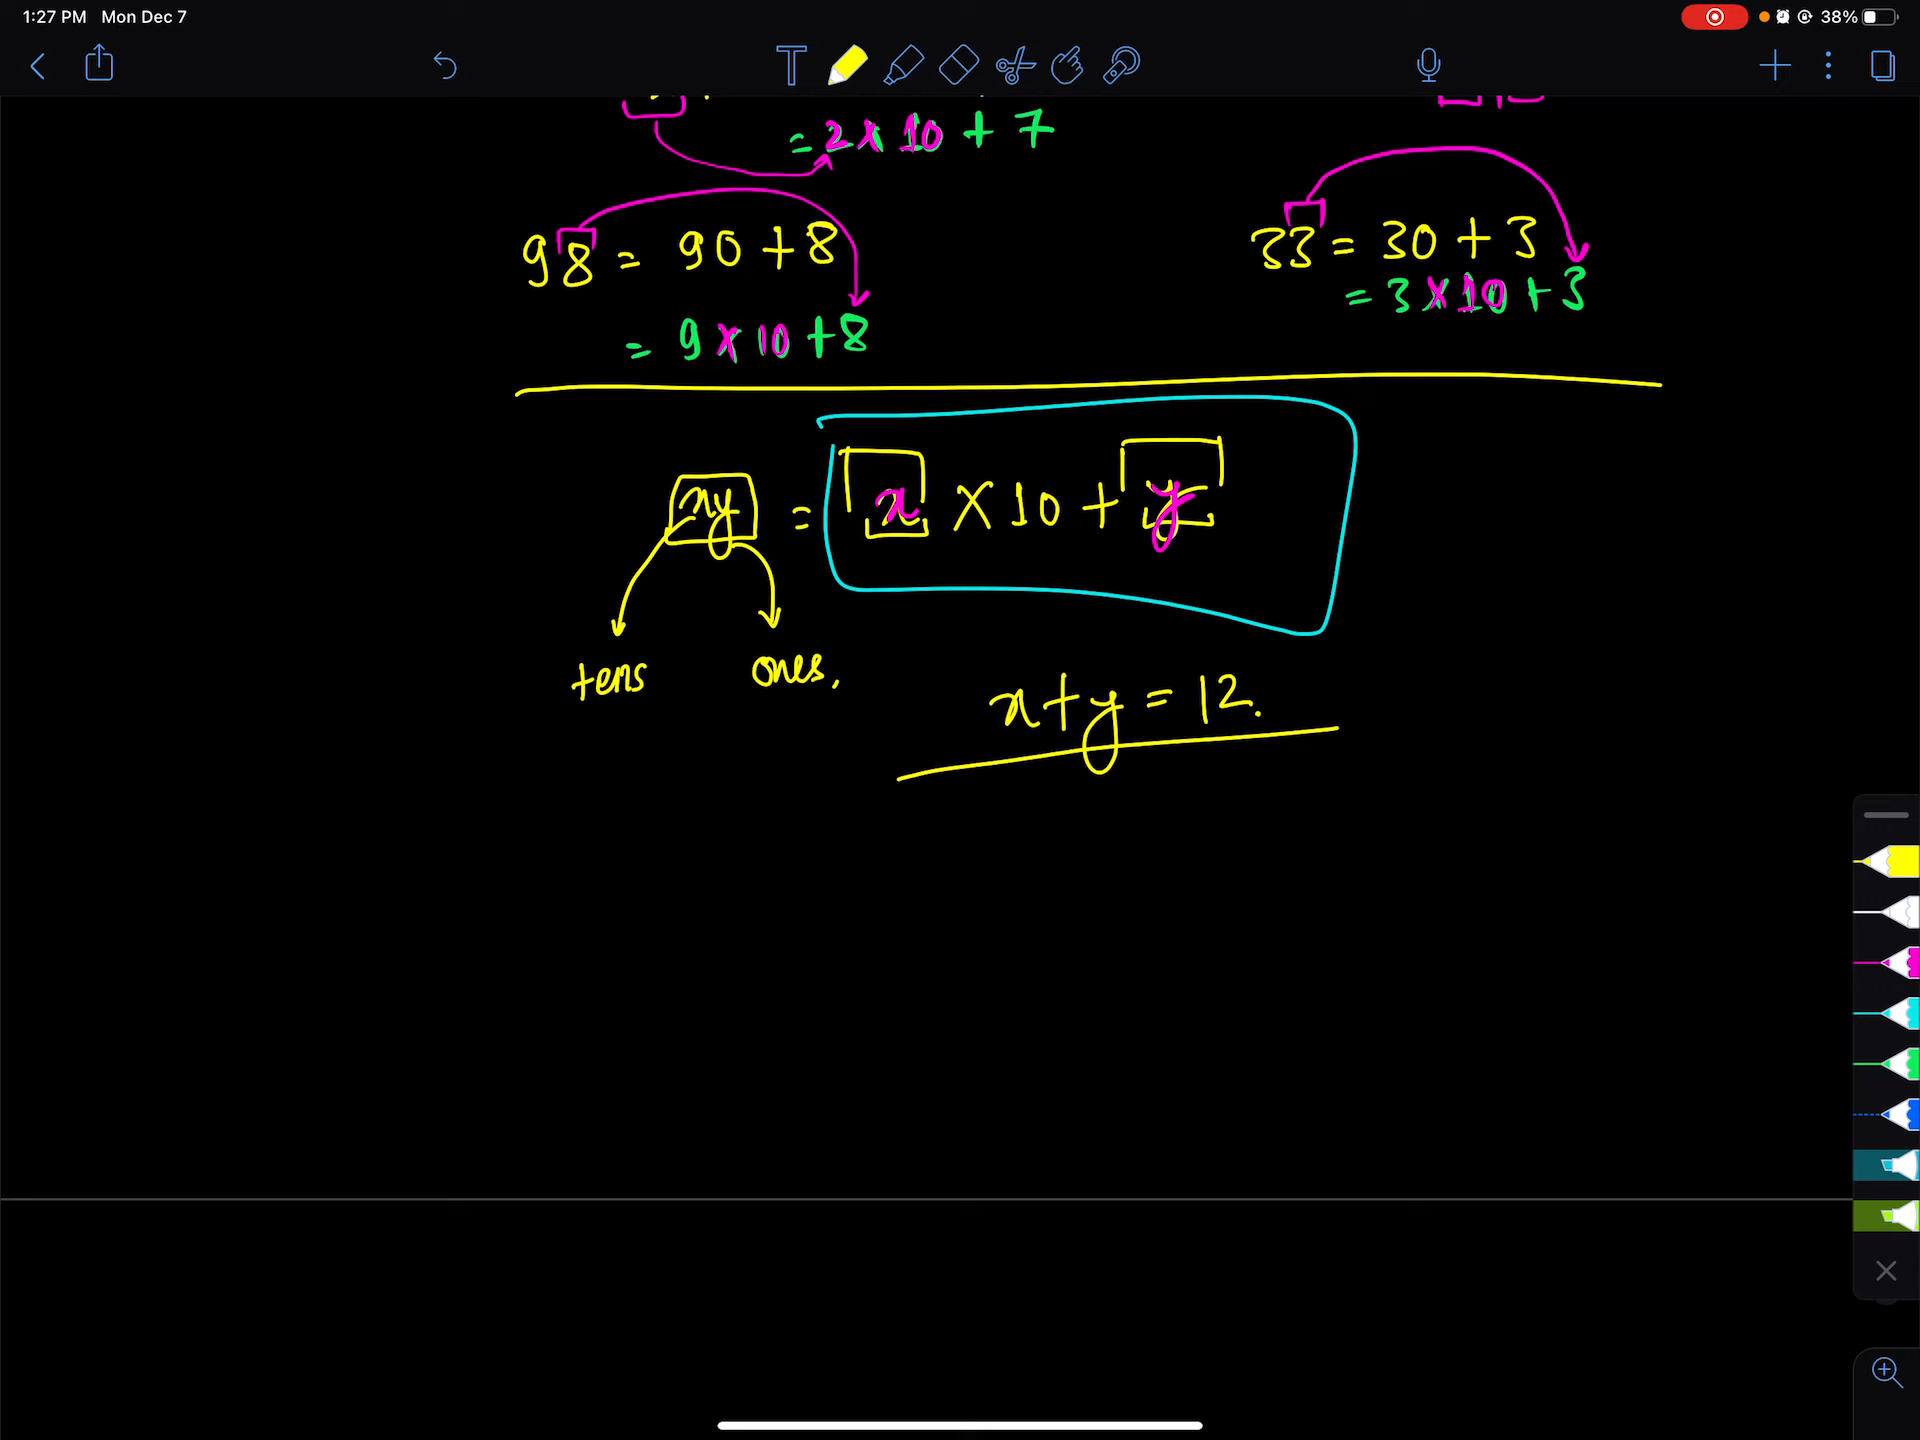 1:27 PM Mon Dec 7
38%
= 2 x 10 + 7
98 = 90 + 8
33 = 30 + 3
= 3 x 10 + 3
= 9 x 10 + 8
xy = x X 10 + y
tens ones,
x + y = 12.